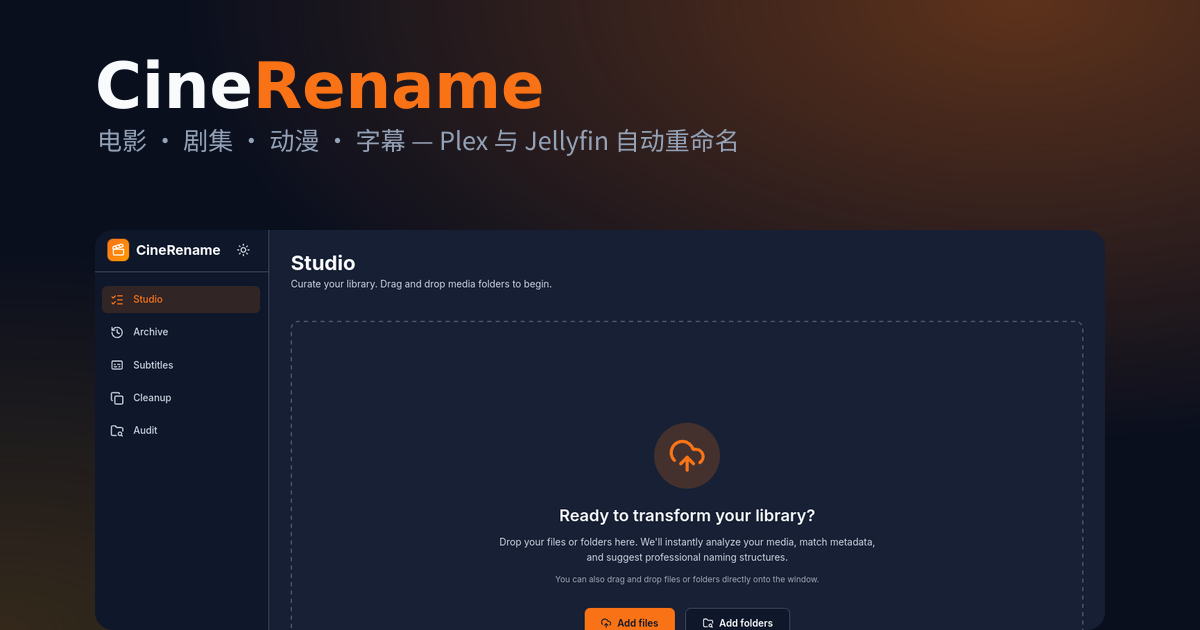 CineRename
电影 • 剧集 • 动漫 • 字幕 — Plex 与 Jellyfin 自动重命名
CineRename
Studio
Archive
Subtitles
Cleanup
Audit
Studio
Curate your library. Drag and drop media folders to begin.
Ready to transform your library?
Drop your files or folders here. We'll instantly analyze your media, match metadata,
and suggest professional naming structures.
You can also drag and drop files or folders directly onto the window.
Add files
Add folders